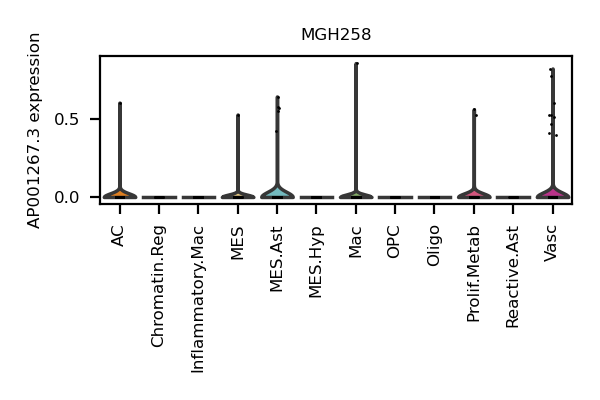 MGH258
AP001267.3 expression
0.5
0.0
AC
Chromatin.Reg
Inflammatory.Mac
MES
MES.Ast
MES.Hyp
Mac
OPC
Oligo
Prolif.Metab
Reactive.Ast
Vasc